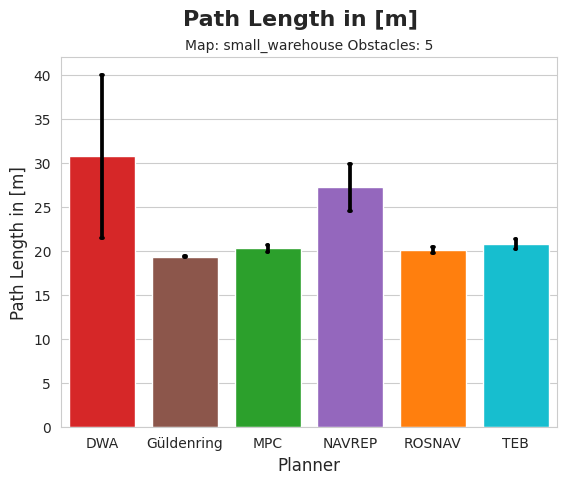 Path Length in [m]
Map: small_warehouse Obstacles: 5
Path Length in [m]
40
35
30
25
20
15
10
5
0
DWA Güldenring MPC NAVREP ROSNAV TEB
Planner